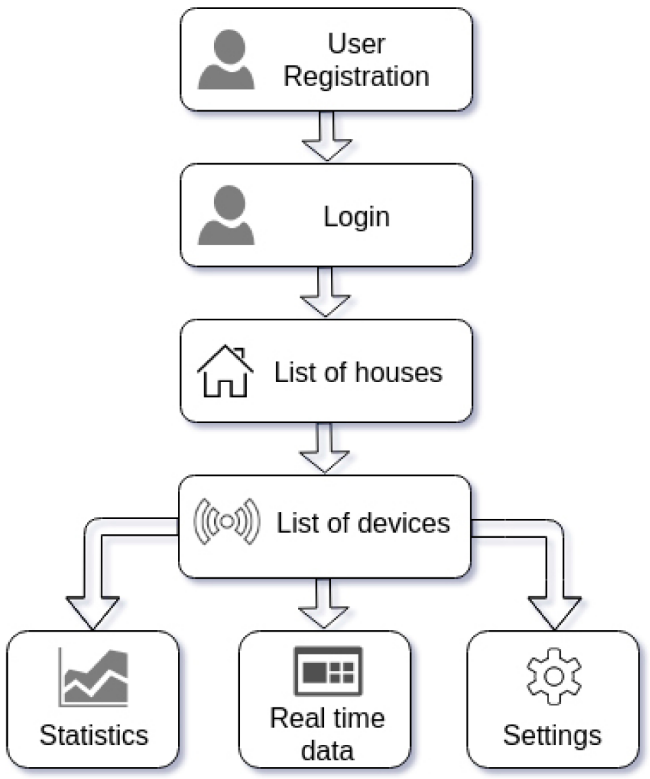 User
Registration
Login
List of houses
List of devices
Statistics
Real time
data
Settings